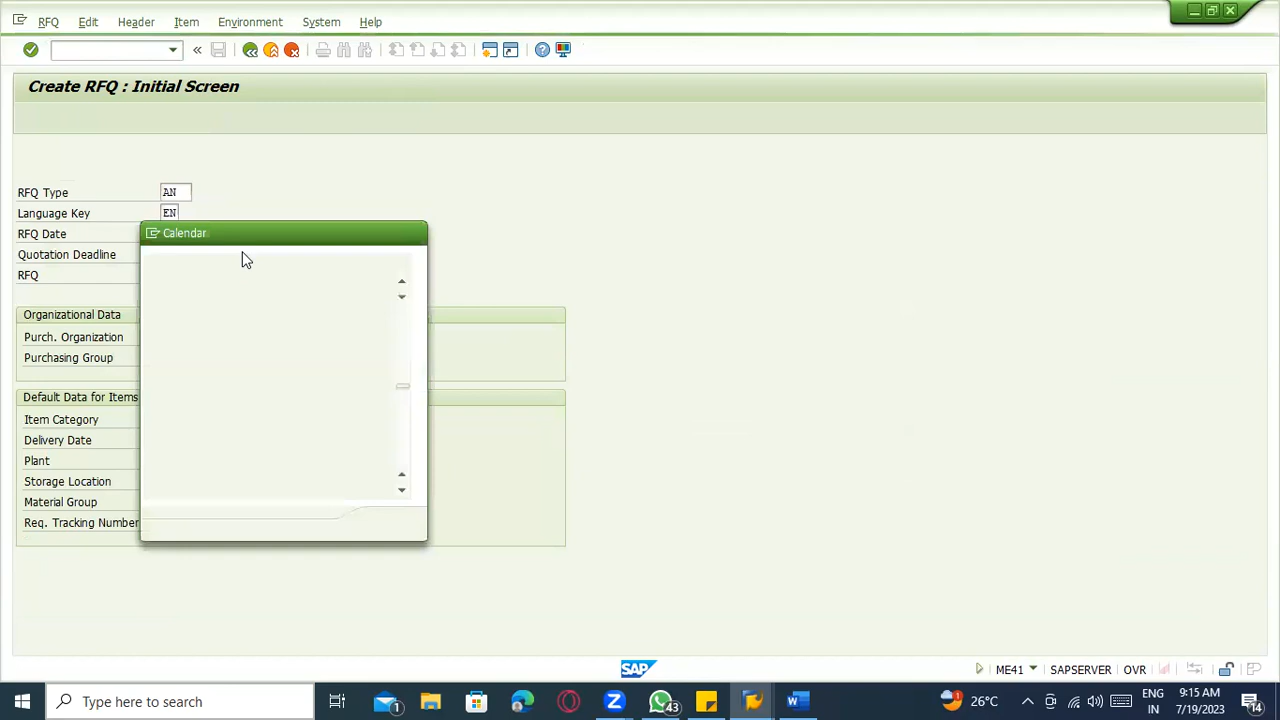 RFQ Edit Header Item Environment System Help
Create RFQ : Initial Screen
RFQ Type AN
Language Key EN
RFQ Date
Quotation Deadline
RFQ
Calendar
Organizational Data
Purch. Organization
Purchasing Group
Default Data for Items
Item Category
Delivery Date
Plant
Storage Location
Material Group
Req. Tracking Number
SAP
ME41 SAPSERVER OVR
Type here to search
1
43
26°C
ENG
IN
9:15 AM
7/19/2023
14